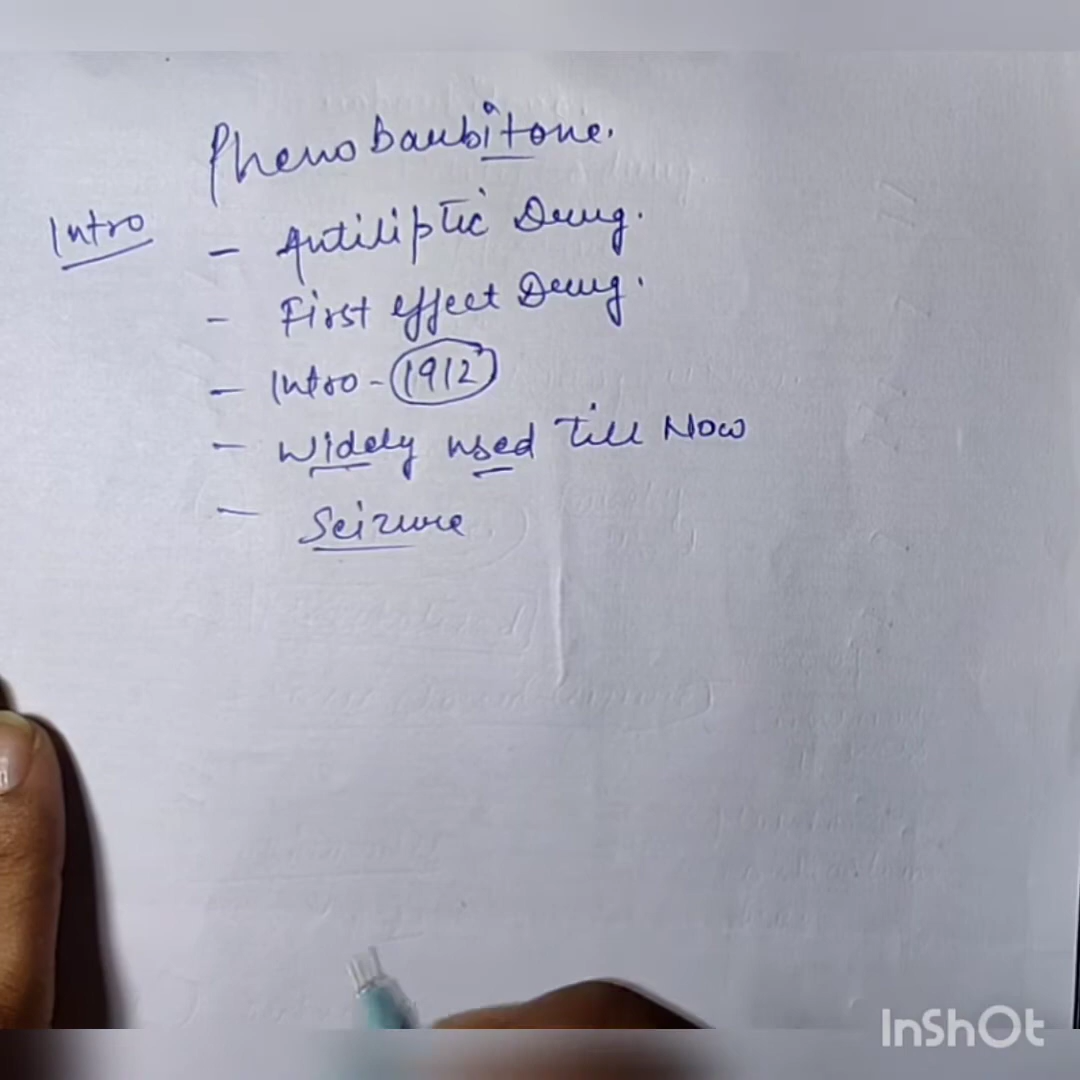 Phenobarbitone.
Intro
- Antiliptic Drug.
- First effect Drug.
- Intro - 1912
- Widely used till Now
- Seizure
InShOt